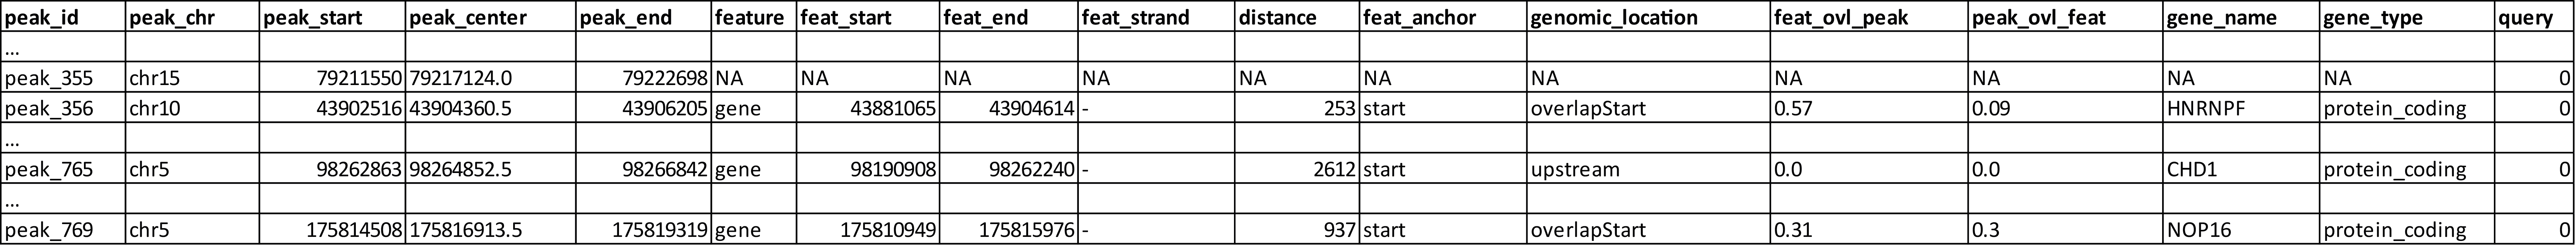 peak_id peak_chr peak_start peak_center peak_end feature feat_start feat_end feat_strand distance feat_anchor genomic_location feat_ovl_peak peak_ovl_feat gene_name gene_type query
...
peak_355 chr15 79211550 79217124.0 79222698 NA NA NA NA NA NA NA NA NA NA NA 0
peak_356 chr10 43902516 43904360.5 43906205 gene 43881065 43904614 - 253 start overlapStart 0.57 0.09 HNRNPF protein_coding 0
...
peak_765 chr5 98262863 98264852.5 98266842 gene 98190908 98262240 - 2612 start upstream 0.0 0.0 CHD1 protein_coding 0
...
peak_769 chr5 175814508 175816913.5 175819319 gene 175810949 175815976 - 937 start overlapStart 0.31 0.3 NOP16 protein_coding 0